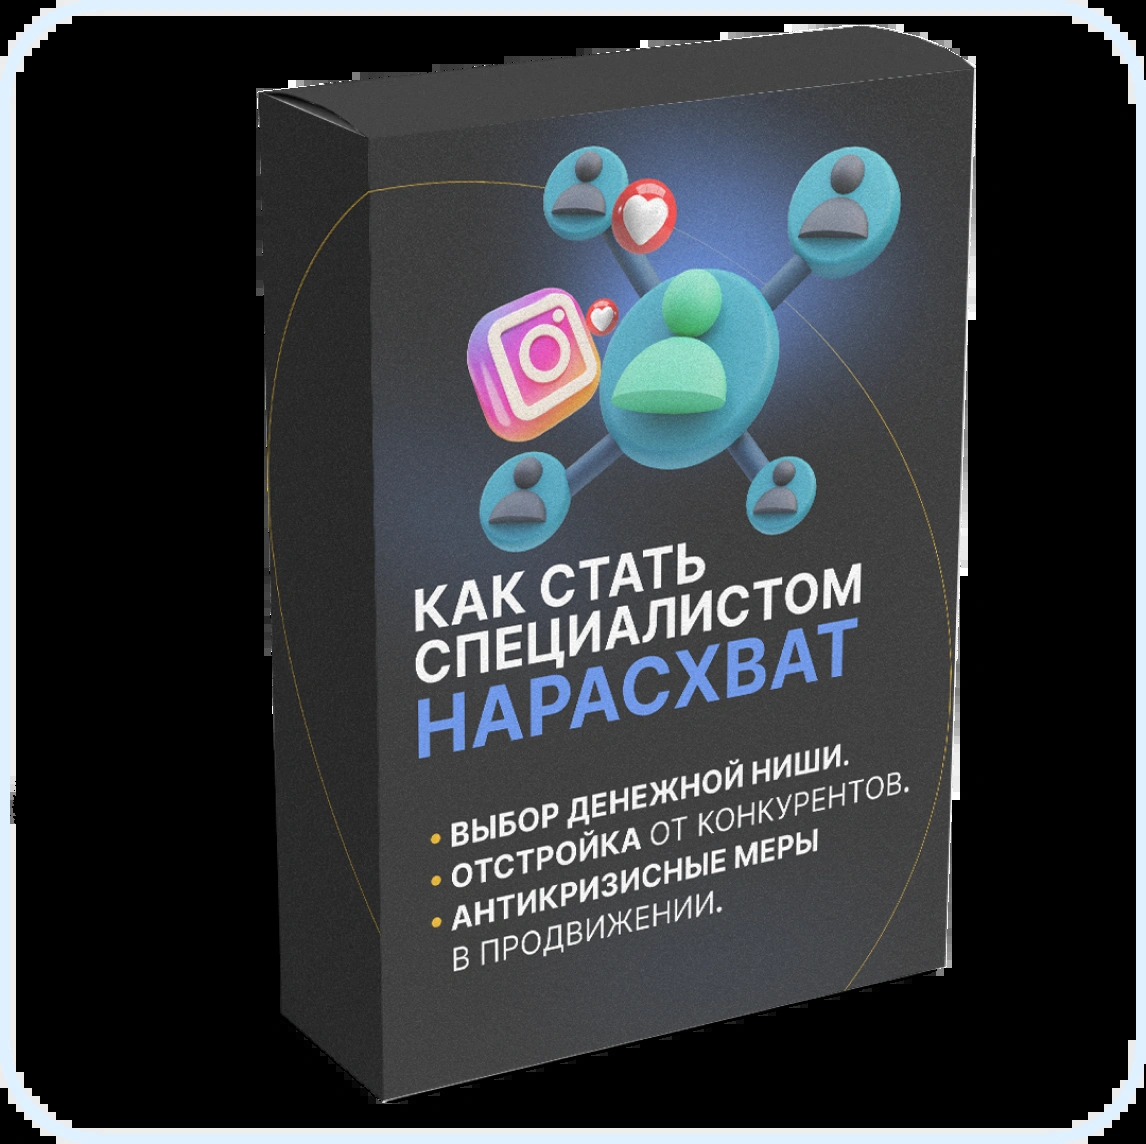 КАК СТАТЬ
СПЕЦИАЛИСТОМ
НАРАСХВАТ
• ВЫБОР ДЕНЕЖНОЙ НИШИ.
• ОТСТРОЙКА ОТ КОНКУРЕНТОВ.
• АНТИКРИЗИСНЫЕ МЕРЫ
В ПРОДВИЖЕНИИ.